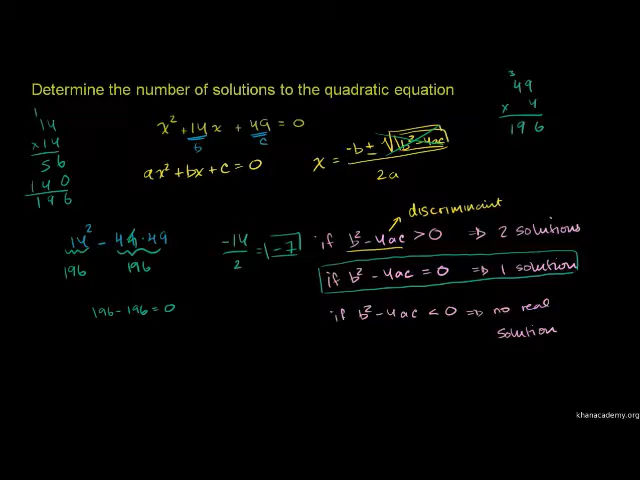 Determine the number of solutions to the quadratic equation
1
14
x 14
56
140
196
x² + 14x + 49 = 0
b c
ax² + bx + c = 0
x = -b ± √b² - 4ac
2a
3
49
x 4
196
discriminant
14² - 4·49
196 196
196 - 196 = 0
-14
2
= -7
if b² - 4ac > 0 ⇒ 2 solutions
if b² - 4ac = 0 ⇒ 1 solution
if b² - 4ac < 0 ⇒ no real
solution
khanacademy.org